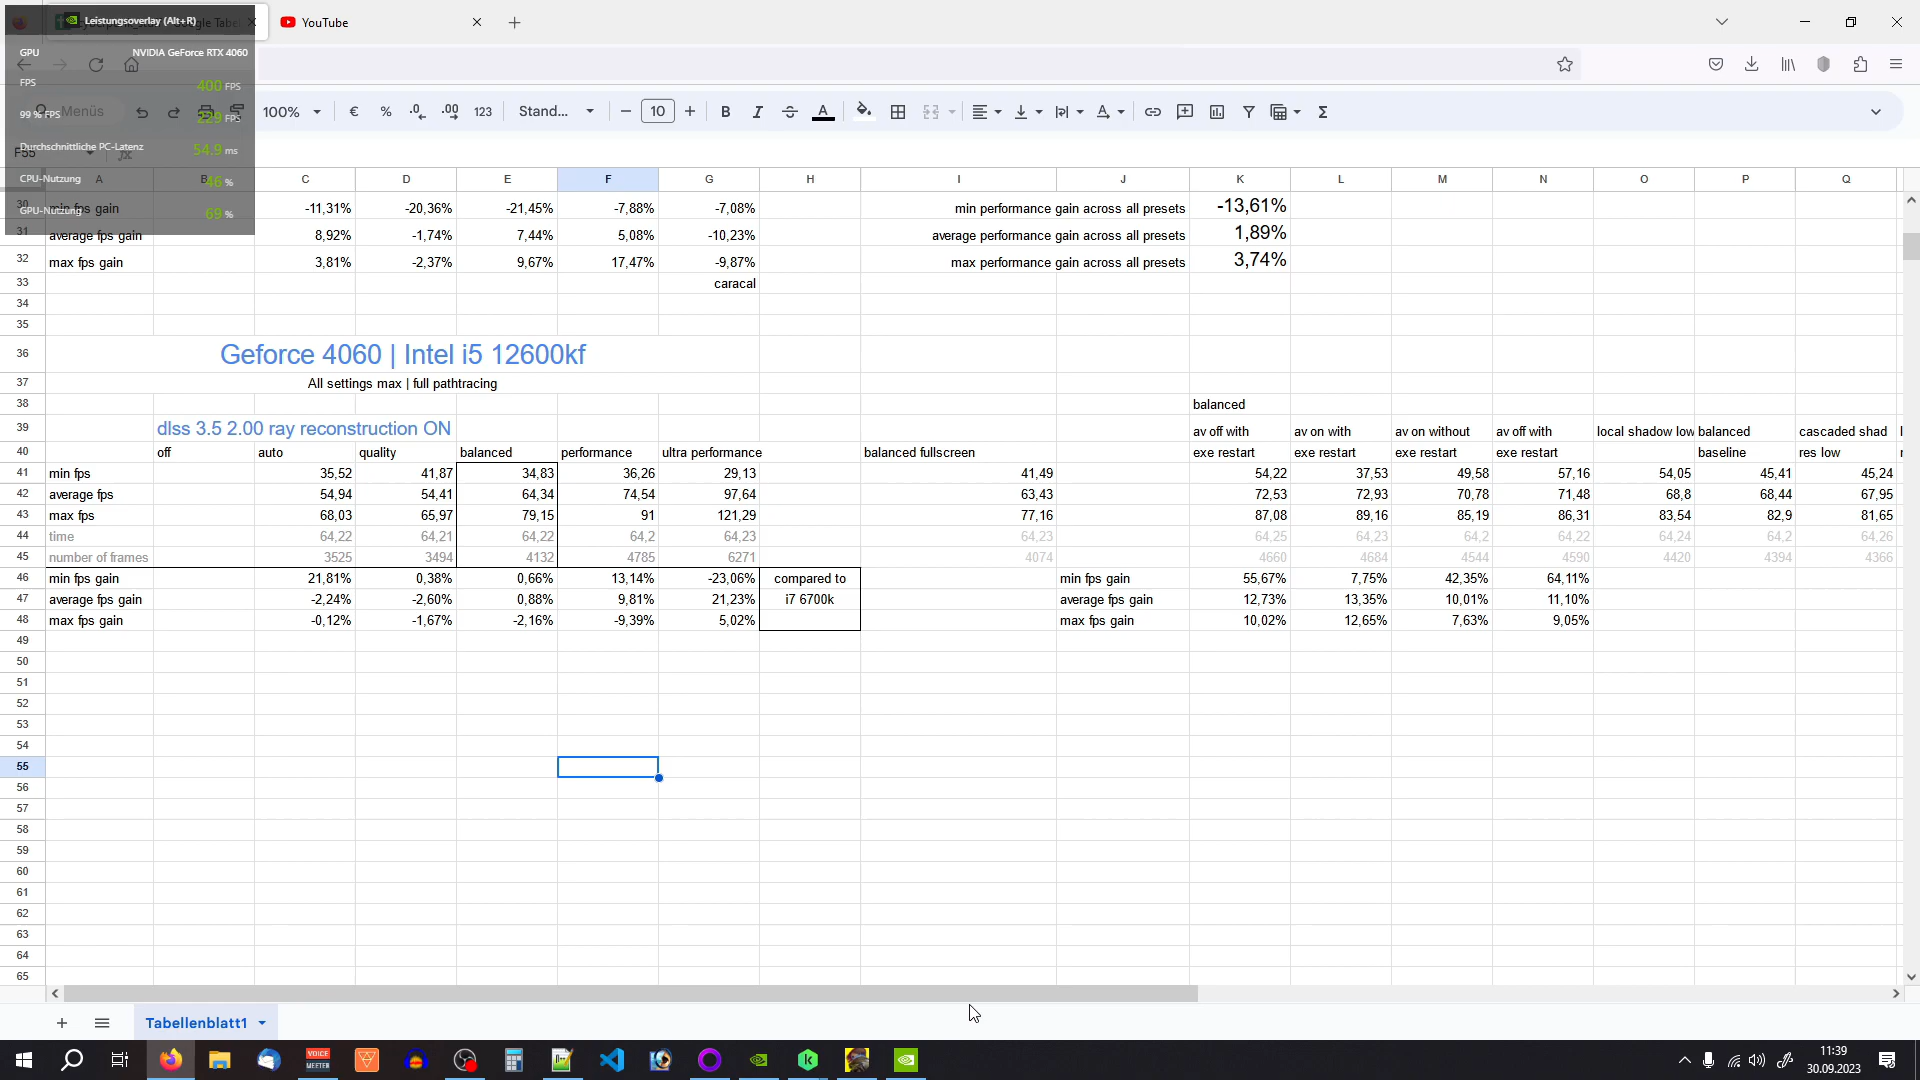 Leistungsoverlay (Alt+R)
YouTube
GPU NVIDIA GeForce RTX 4060
FPS 400 FPS
99 % FPS 229 FPS
Durchschnittliche PC-Latenz 54.9 ms
CPU-Nutzung 46 %
GPU-Nutzung 69 %
Menüs 100% € % .0 .00 123 Stand... 10 B I A Σ
F55
A B C D E F G H I J K L M N O P Q
30 min fps gain -11,31% -20,36% -21,45% -7,88% -7,08% min performance gain across all presets -13,61%
31 average fps gain 8,92% -1,74% 7,44% 5,08% -10,23% average performance gain across all presets 1,89%
32 max fps gain 3,81% -2,37% 9,67% 17,47% -9,87% max performance gain across all presets 3,74%
33 caracal
34
35
36 Geforce 4060 | Intel i5 12600kf
37 All settings max | full pathtracing
38 balanced
39 dlss 3.5 2.00 ray reconstruction ON av off with av on with av on without av off with local shadow low balanced cascaded shad
40 off auto quality balanced performance ultra performance balanced fullscreen exe restart exe restart exe restart exe restart baseline res low
41 min fps 35,52 41,87 34,83 36,26 29,13 41,49 54,22 37,53 49,58 57,16 54,05 45,41 45,24
42 average fps 54,94 54,41 64,34 74,54 97,64 63,43 72,53 72,93 70,78 71,48 68,8 68,44 67,95
43 max fps 68,03 65,97 79,15 91 121,29 77,16 87,08 89,16 85,19 86,31 83,54 82,9 81,65
44 time 64,22 64,21 64,22 64,2 64,23 64,23 64,25 64,23 64,2 64,22 64,24 64,2 64,26
45 number of frames 3525 3494 4132 4785 6271 4074 4660 4684 4544 4590 4420 4394 4366
46 min fps gain 21,81% 0,38% 0,66% 13,14% -23,06% compared to min fps gain 55,67% 7,75% 42,35% 64,11%
47 average fps gain -2,24% -2,60% 0,88% 9,81% 21,23% i7 6700k average fps gain 12,73% 13,35% 10,01% 11,10%
48 max fps gain -0,12% -1,67% -2,16% -9,39% 5,02% max fps gain 10,02% 12,65% 7,63% 9,05%
49
50
51
52
53
54
55
56
57
58
59
60
61
62
63
64
65
Tabellenblatt1
VOICE MEETER
11:39
30.09.2023